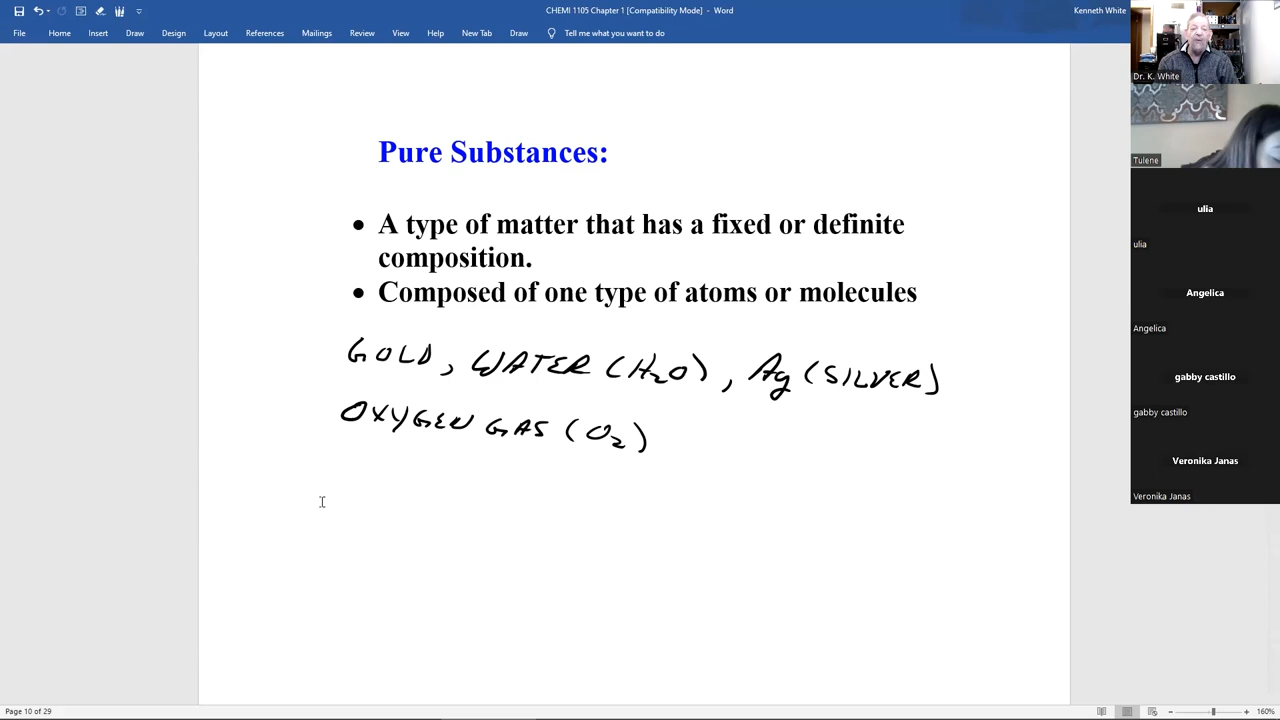 CHEMI 1105 Chapter 1 [Compatibility Mode] - Word
Kenneth White
File Home Insert Draw Design Layout References Mailings Review View Help New Tab Draw Tell me what you want to do
Pure Substances:
• A type of matter that has a fixed or definite
composition.
• Composed of one type of atoms or molecules
GOLD, WATER (H₂O), Ag (SILVER)
OXYGEN GAS (O₂)
Dr. K. White
Tulene
ulia
ulia
Angelica
Angelica
gabby castillo
gabby castillo
Veronika Janas
Veronika Janas
Page 10 of 29
160%